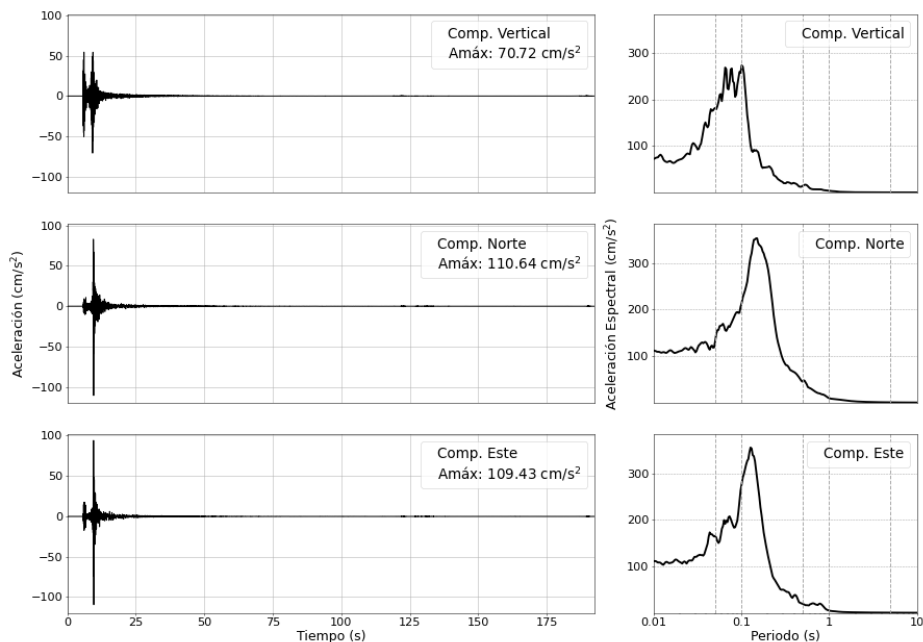 100
50
0
−50
−100
Comp. Vertical
Amáx: 70.72 cm/s²
300
200
100
Comp. Vertical
100
50
0
−50
−100
Comp. Norte
Amáx: 110.64 cm/s²
Aceleración (cm/s²)
300
200
100
Comp. Norte
Aceleración Espectral (cm/s²)
100
50
0
−50
−100
Comp. Este
Amáx: 109.43 cm/s²
0 25 50 75 100 125 150 175
Tiempo (s)
300
200
100
Comp. Este
0.01 0.1 1 10
Periodo (s)